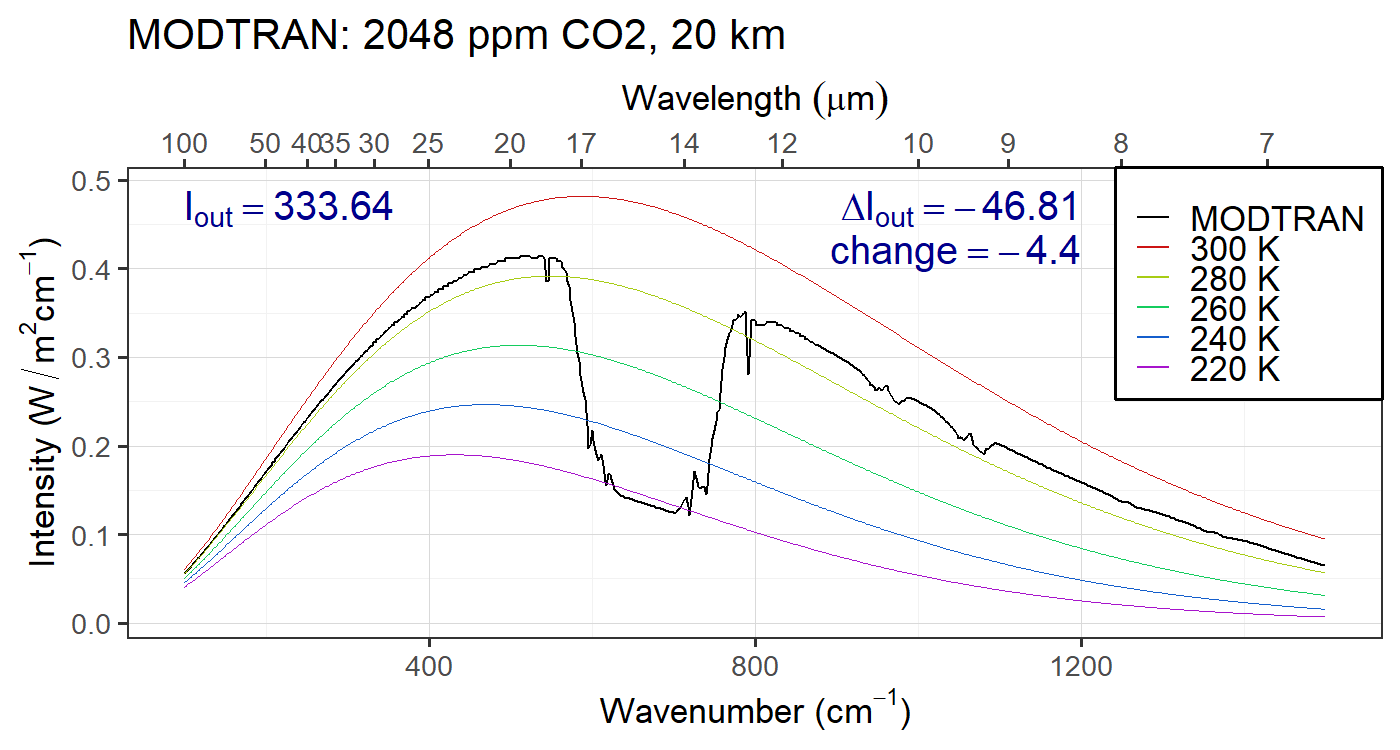 MODTRAN: 2048 ppm CO2, 20 km
Wavelength (μm)
100 50 40 35 30 25 20 17 14 12 10 9 8 7
0.5
0.4
0.3
0.2
0.1
0.0
Intensity (W / m²cm⁻¹)
I_out = 333.64
ΔI_out = −46.81
change = −4.4
MODTRAN
300 K
280 K
260 K
240 K
220 K
400 800 1200
Wavenumber (cm⁻¹)